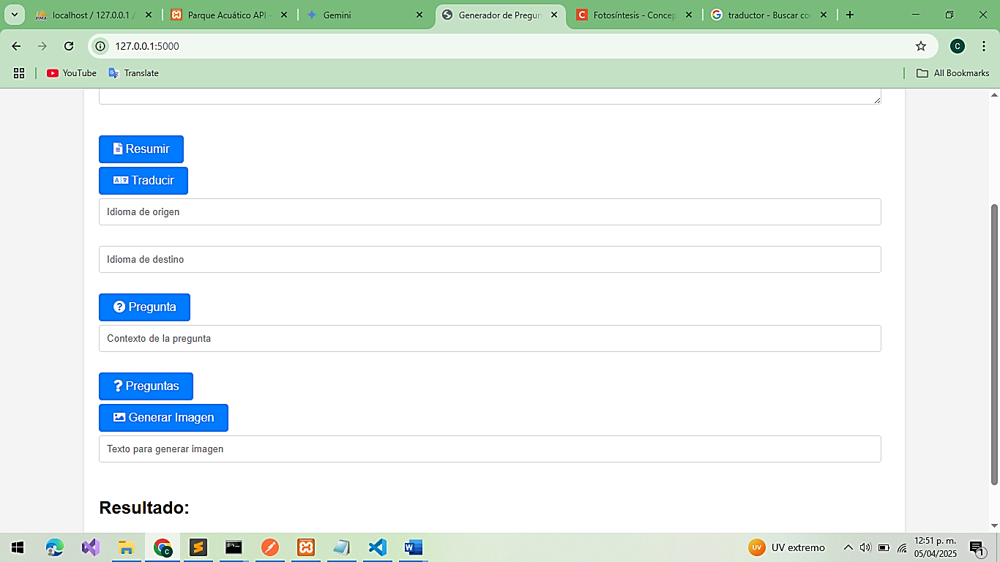 localhost / 127.0.0.1 /
Parque Acuático API -
Gemini
Generador de Pregun
Fotosíntesis - Concep
traductor - Buscar co
127.0.0.1:5000
C
YouTube
Translate
All Bookmarks
Resumir
Traducir
Idioma de origen
Idioma de destino
Pregunta
Contexto de la pregunta
Preguntas
Generar Imagen
Texto para generar imagen
Resultado:
UV extremo
12:51 p. m.
05/04/2025
1